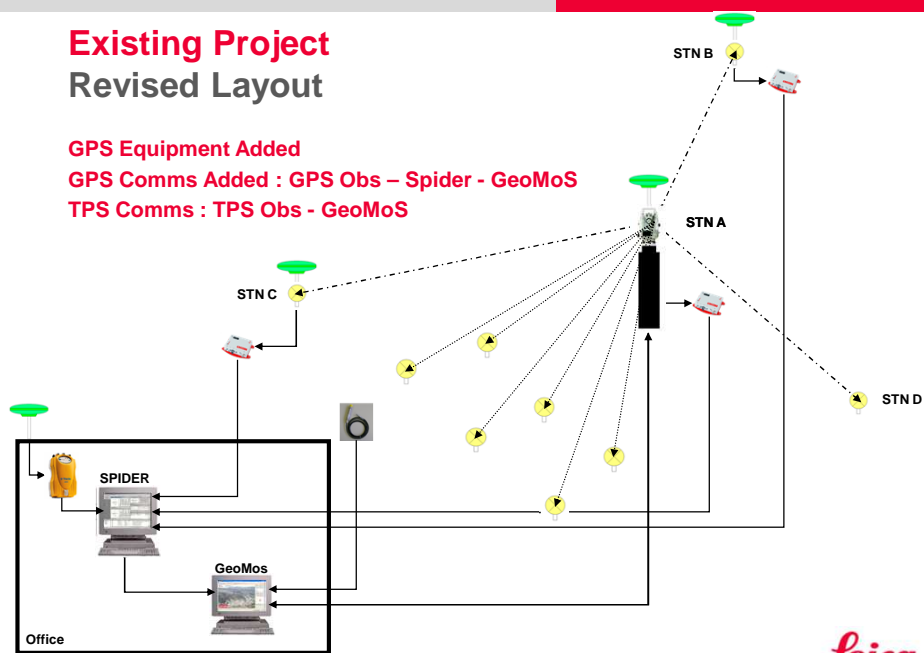 Existing Project
Revised Layout
GPS Equipment Added
GPS Comms Added : GPS Obs – Spider - GeoMoS
TPS Comms : TPS Obs - GeoMoS
STN B
STN A
STN C
STN D
SPIDER
GeoMos
Office